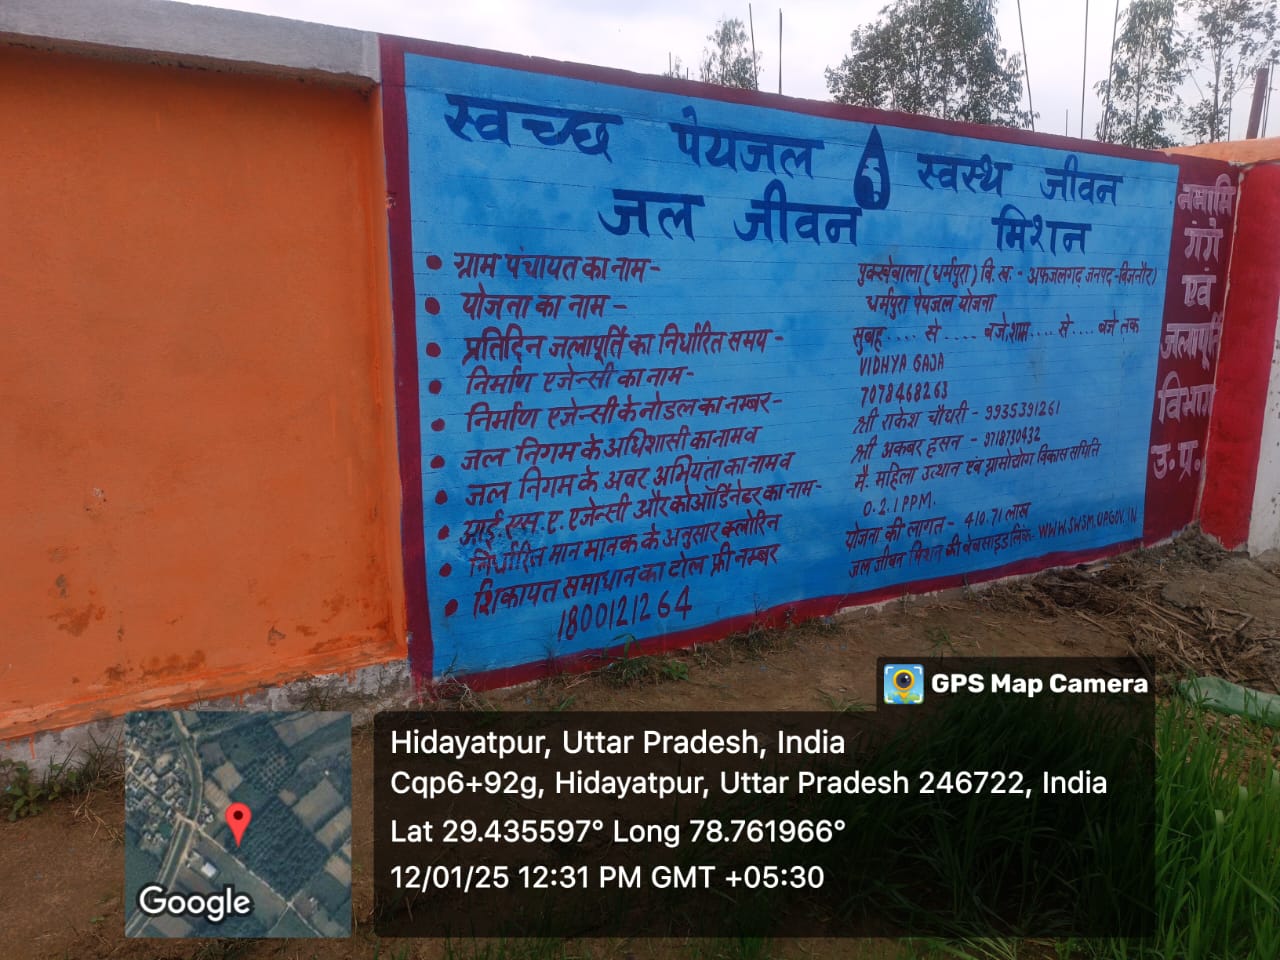 स्वच्छ पेयजल स्वस्थ जीवन
जल जीवन मिशन
• ग्राम पंचायत का नाम - पुक्खेवाला (धर्मपुरा) वि. ख. - अफजलगढ़ जनपद - बिजनौर)
• योजना का नाम - धर्मपुरा पेयजल योजना
• प्रतिदिन जलापूर्ति का निर्धारित समय - सुबह .... से .... बजे, शाम .... से .... बजे तक
• निर्माण एजेन्सी का नाम - VIDHYA GAJA
• निर्माण एजेन्सी के नोडल का नम्बर - 7078468263
• जल निगम के अधिशासी का नाम व श्री राकेश चौधरी - 9935391261
• जल निगम के अवर अभियंता का नाम व श्री अकबर हसन - 9718730432
• आई. एस. ए. एजेन्सी और कोऑर्डिनेटर का नाम - मै. महिला उत्थान एंव ग्रामोद्योग विकास समिति
• निर्धारित मान मानक के अनुसार क्लोरिन 0.2.1 PPM.
• शिकायत समाधान का टोल फ्री नम्बर योजना की लागत - 410.71 लाख
1800121264 जल जीवन मिशन की वेबसाइड लिंक- WWW.SWSM.UPGOV.IN
नमामि
गंगे
एवं
जलापूर्ति
विभाग
उ.प्र.
GPS Map Camera
Hidayatpur, Uttar Pradesh, India
Cqp6+92g, Hidayatpur, Uttar Pradesh 246722, India
Lat 29.435597° Long 78.761966°
12/01/25 12:31 PM GMT +05:30
Google